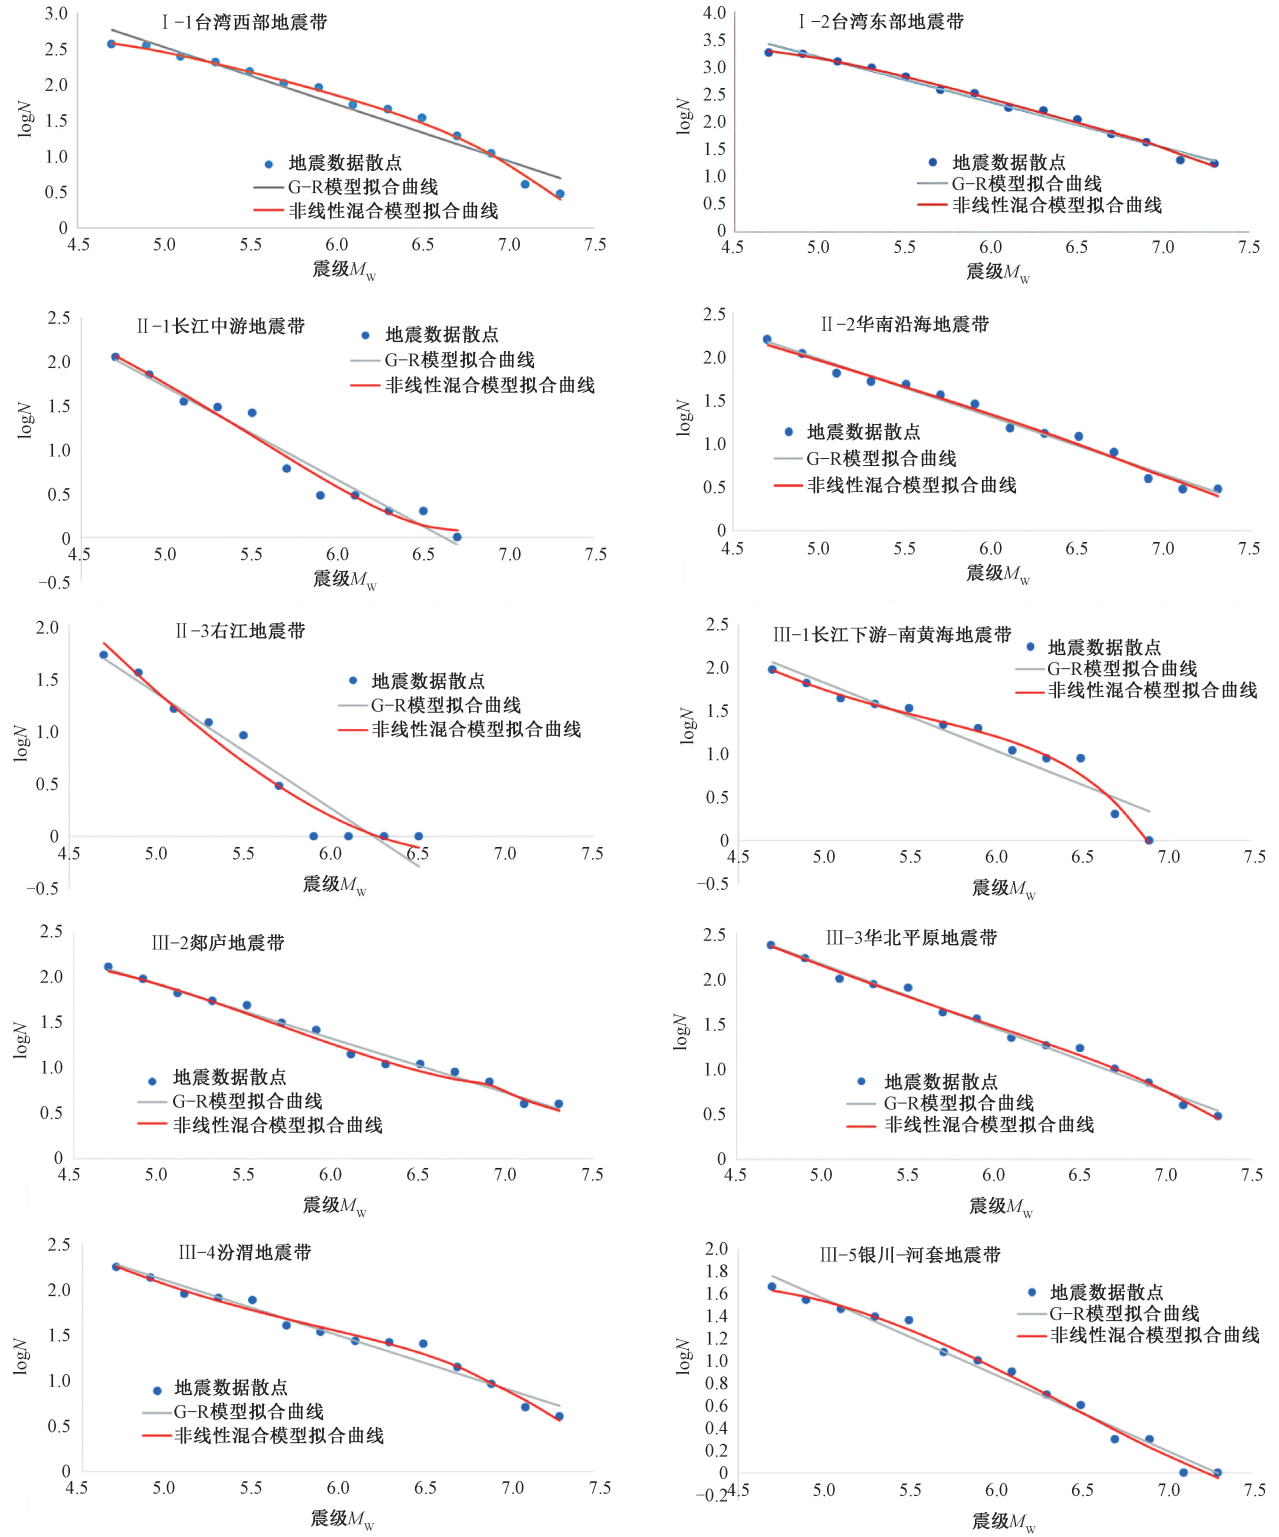 Ⅰ-1台湾西部地震带
3.0
2.5
2.0
1.5
1.0
0.5
0
logN
地震数据散点
G-R模型拟合曲线
非线性混合模型拟合曲线
4.5 5.0 5.5 6.0 6.5 7.0 7.5
震级MW
Ⅰ-2台湾东部地震带
4.0
3.5
3.0
2.5
2.0
1.5
1.0
0.5
0
logN
地震数据散点
G-R模型拟合曲线
非线性混合模型拟合曲线
4.5 5.0 5.5 6.0 6.5 7.0 7.5
震级MW
Ⅱ-1长江中游地震带
2.5
2.0
1.5
1.0
0.5
0
-0.5
logN
地震数据散点
G-R模型拟合曲线
非线性混合模型拟合曲线
4.5 5.0 5.5 6.0 6.5 7.0 7.5
震级MW
Ⅱ-2华南沿海地震带
2.5
2.0
1.5
1.0
0.5
0
logN
地震数据散点
G-R模型拟合曲线
非线性混合模型拟合曲线
4.5 5.0 5.5 6.0 6.5 7.0 7.5
震级MW
Ⅱ-3右江地震带
2.0
1.5
1.0
0.5
0
-0.5
logN
地震数据散点
G-R模型拟合曲线
非线性混合模型拟合曲线
4.5 5.0 5.5 6.0 6.5 7.0 7.5
震级MW
Ⅲ-1长江下游-南黄海地震带
2.5
2.0
1.5
1.0
0.5
0
-0.5
logN
地震数据散点
G-R模型拟合曲线
非线性混合模型拟合曲线
4.5 5.0 5.5 6.0 6.5 7.0 7.5
震级MW
Ⅲ-2郯庐地震带
2.5
2.0
1.5
1.0
0.5
0
logN
地震数据散点
G-R模型拟合曲线
非线性混合模型拟合曲线
4.5 5.0 5.5 6.0 6.5 7.0 7.5
震级MW
Ⅲ-3华北平原地震带
2.5
2.0
1.5
1.0
0.5
0
logN
地震数据散点
G-R模型拟合曲线
非线性混合模型拟合曲线
4.5 5.0 5.5 6.0 6.5 7.0 7.5
震级MW
Ⅲ-4汾渭地震带
2.5
2.0
1.5
1.0
0.5
0
logN
地震数据散点
G-R模型拟合曲线
非线性混合模型拟合曲线
4.5 5.0 5.5 6.0 6.5 7.0 7.5
震级MW
Ⅲ-5银川-河套地震带
2.0
1.8
1.6
1.4
1.2
1.0
0.8
0.6
0.4
0.2
0
-0.2
logN
地震数据散点
G-R模型拟合曲线
非线性混合模型拟合曲线
4.5 5.0 5.5 6.0 6.5 7.0 7.5
震级MW